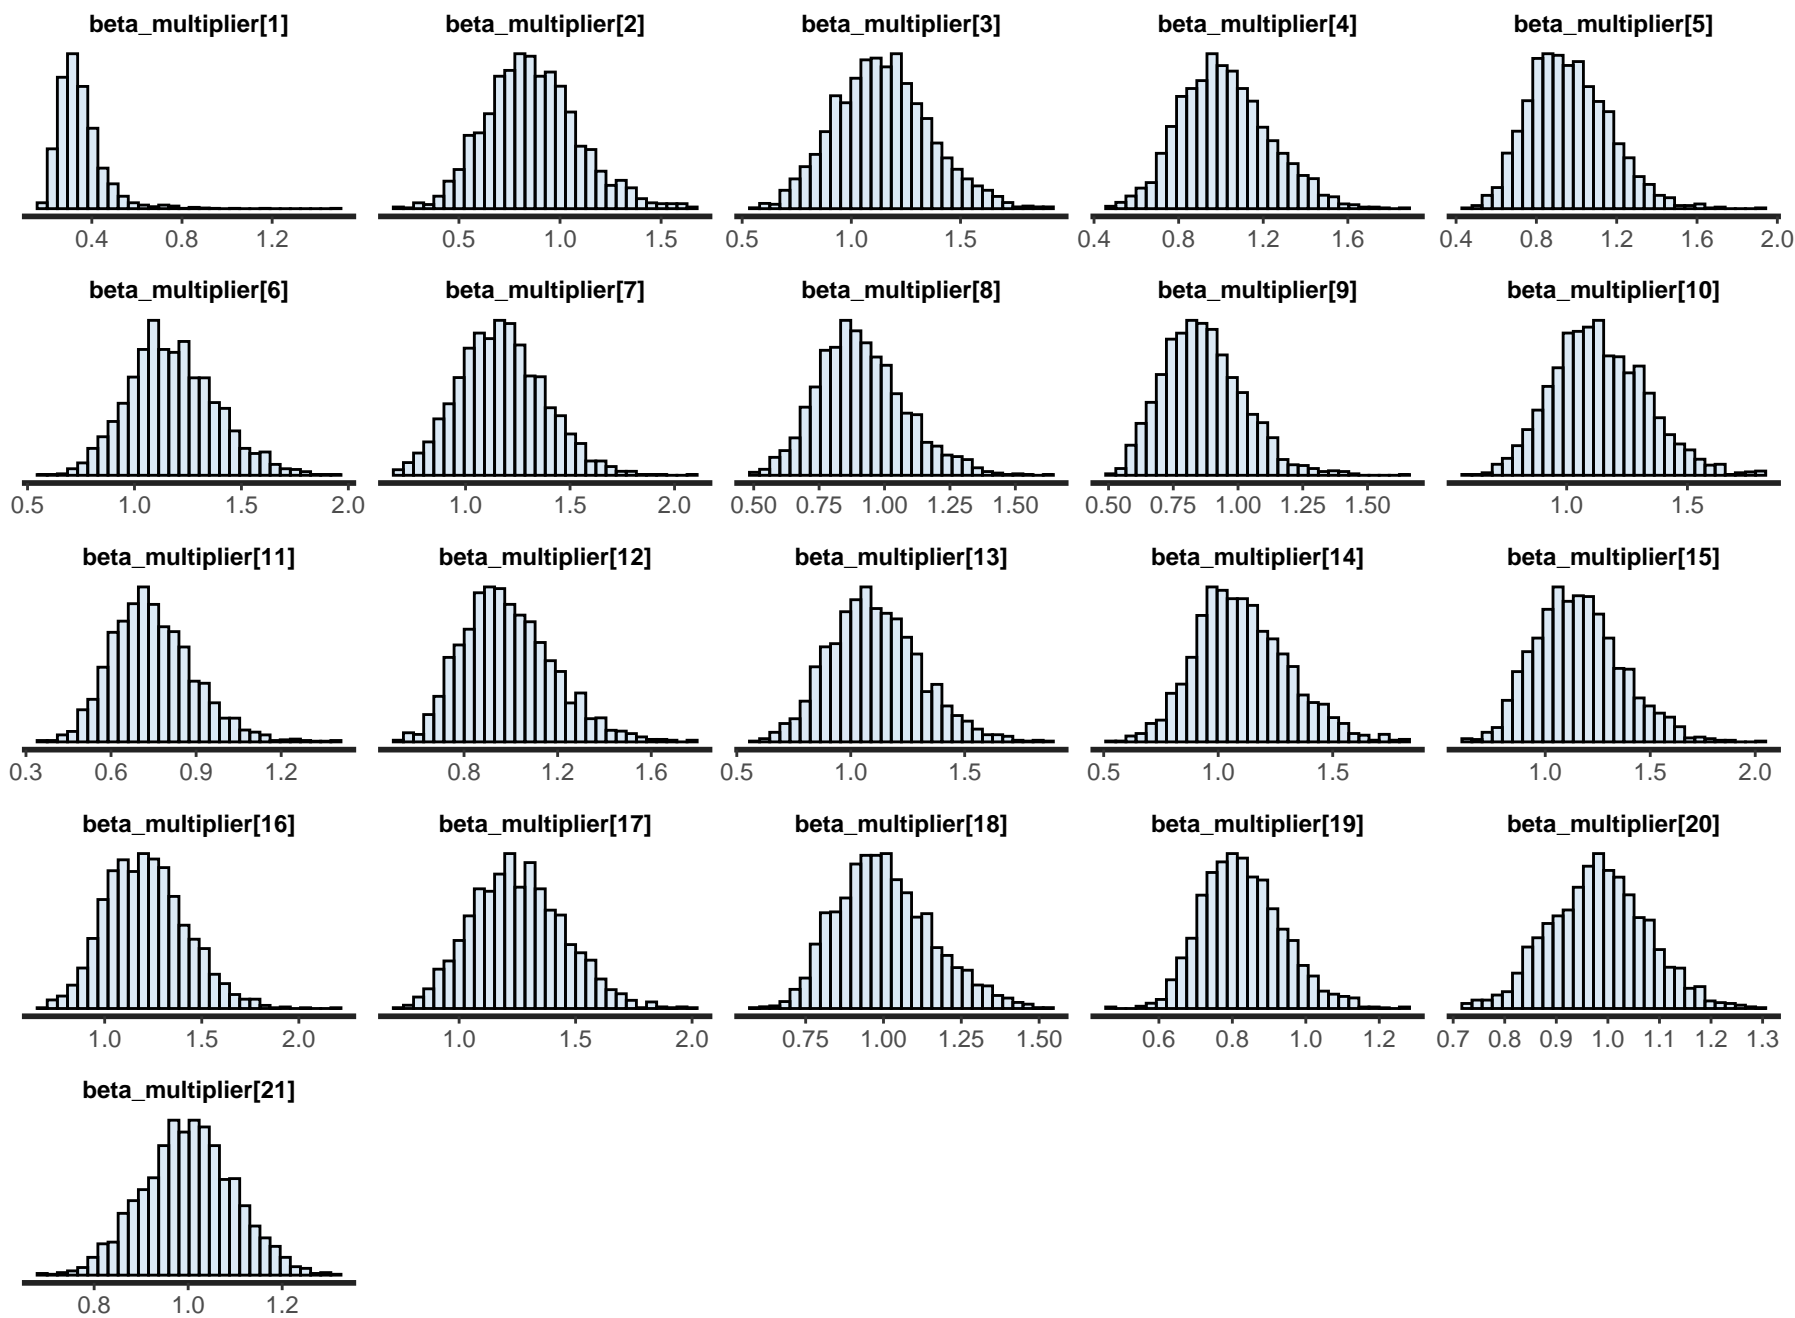 beta_multiplier[1] beta_multiplier[2] beta_multiplier[3] beta_multiplier[4] beta_multiplier[5]
0.4 0.8 1.2 0.5 1.0 1.5 0.5 1.0 1.5 0.4 0.8 1.2 1.6 0.4 0.8 1.2 1.6 2.0
beta_multiplier[6] beta_multiplier[7] beta_multiplier[8] beta_multiplier[9] beta_multiplier[10]
0.5 1.0 1.5 2.0 1.0 1.5 2.0 0.50 0.75 1.00 1.25 1.50 0.50 0.75 1.00 1.25 1.50 1.0 1.5
beta_multiplier[11] beta_multiplier[12] beta_multiplier[13] beta_multiplier[14] beta_multiplier[15]
0.3 0.6 0.9 1.2 0.8 1.2 1.6 0.5 1.0 1.5 0.5 1.0 1.5 1.0 1.5 2.0
beta_multiplier[16] beta_multiplier[17] beta_multiplier[18] beta_multiplier[19] beta_multiplier[20]
1.0 1.5 2.0 1.0 1.5 2.0 0.75 1.00 1.25 1.50 0.6 0.8 1.0 1.2 0.7 0.8 0.9 1.0 1.1 1.2 1.3
beta_multiplier[21]
0.8 1.0 1.2